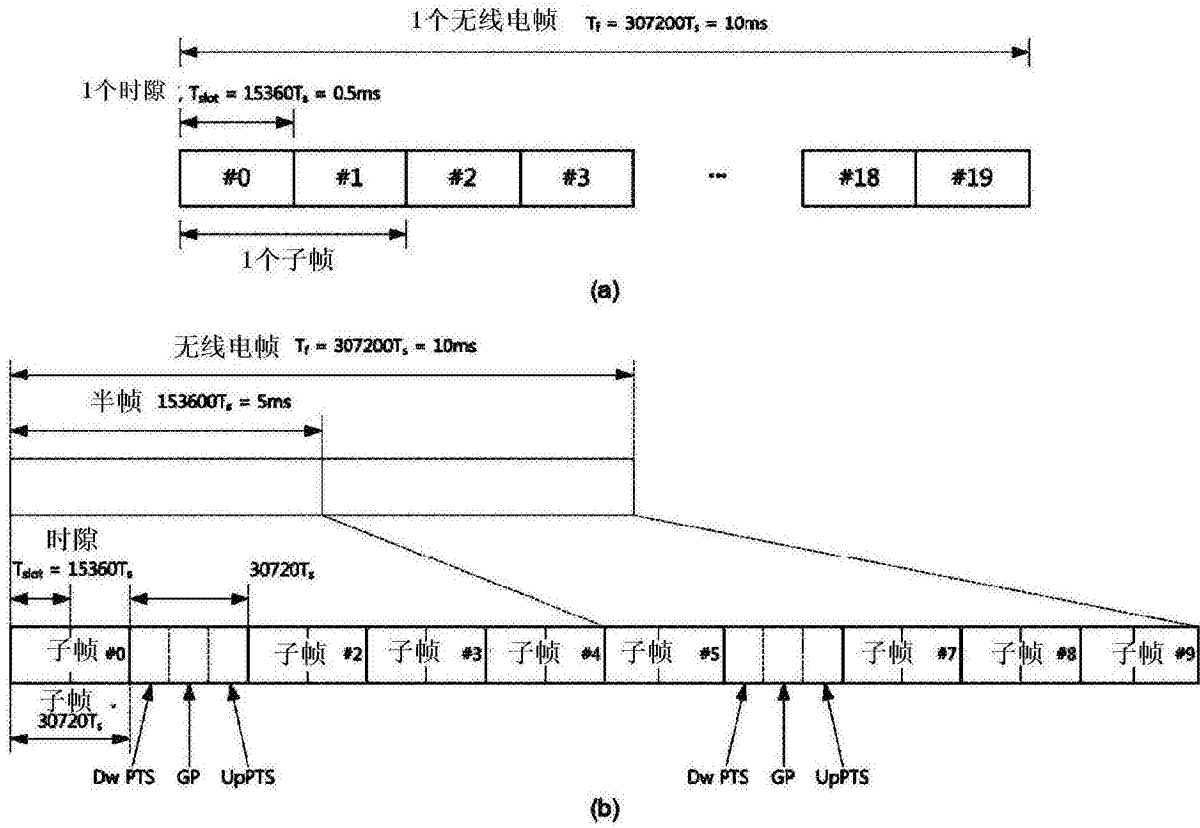 1个无线电帧 Tf = 307200Ts = 10ms
1个时隙 , Tslot = 15360Ts = 0.5ms
#0 #1 #2 #3 ... #18 #19
1个子帧
(a)
无线电帧 Tf = 307200Ts = 10ms
半帧 153600Ts = 5ms
时隙
Tslot = 15360Ts 30720Ts
子帧 #0 子帧 #2 子帧 #3 子帧 #4 子帧 #5 子帧 #7 子帧 #8 子帧 #9
子帧
30720Ts
Dw PTS GP UpPTS Dw PTS GP UpPTS
(b)